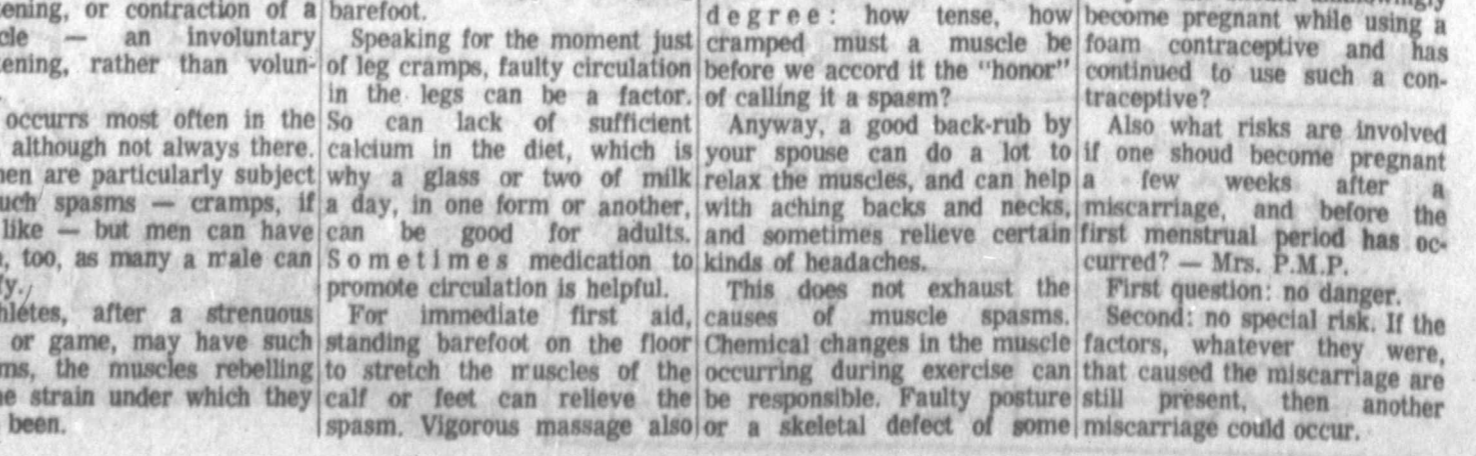 ening, or contraction of a
cle — an involuntary
ening, rather than volun-
occurrs most often in the
although not always there.
en are particularly subject
uch spasms — cramps, if
like — but men can have
, too, as many a male can
fy.
hletes, after a strenuous
or game, may have such
ms, the muscles rebelling
e strain under which they
been.
barefoot.
Speaking for the moment just
of leg cramps, faulty circulation
in the legs can be a factor.
So can lack of sufficient
calcium in the diet, which is
why a glass or two of milk
a day, in one form or another,
can be good for adults.
Sometimes medication to
promote circulation is helpful.
For immediate first aid,
standing barefoot on the floor
to stretch the muscles of the
calf or feet can relieve the
spasm. Vigorous massage also
degree: how tense, how
cramped must a muscle be
before we accord it the "honor"
of calling it a spasm?
Anyway, a good back-rub by
your spouse can do a lot to
relax the muscles, and can help
with aching backs and necks,
and sometimes relieve certain
kinds of headaches.
This does not exhaust the
causes of muscle spasms.
Chemical changes in the muscle
occurring during exercise can
be responsible. Faulty posture
or a skeletal defect of some
become pregnant while using a
foam contraceptive and has
continued to use such a con-
traceptive?
Also what risks are involved
if one shoud become pregnant
a few weeks after a
miscarriage, and before the
first menstrual period has oc-
curred? — Mrs. P.M.P.
First question: no danger.
Second: no special risk. If the
factors, whatever they were,
that caused the miscarriage are
still present, then another
miscarriage could occur.